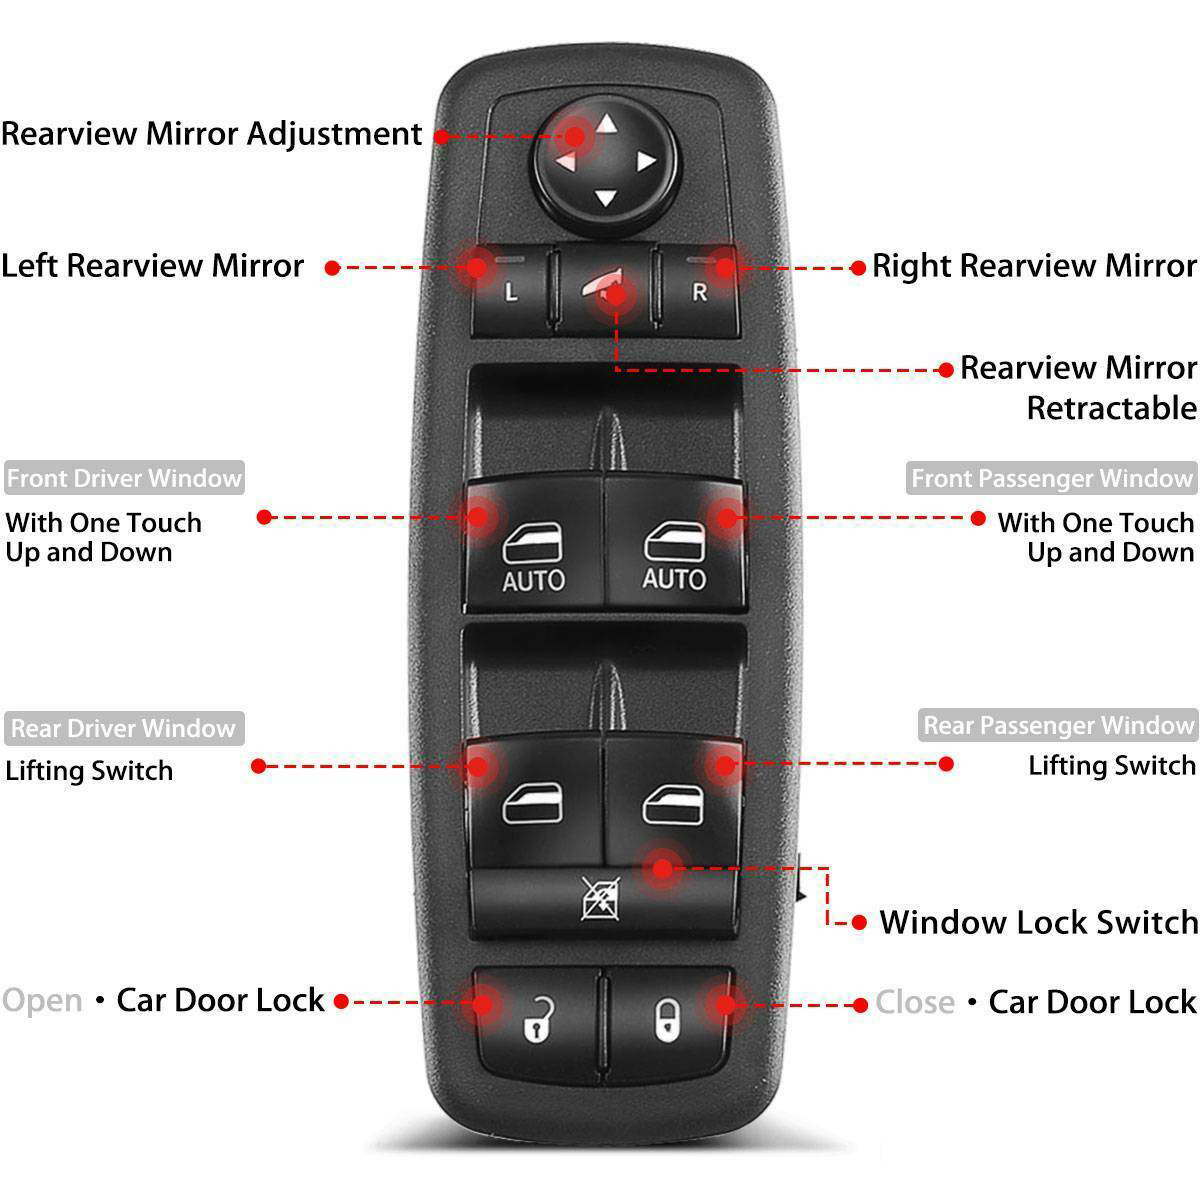 Rearview Mirror Adjustment
Left Rearview Mirror
Right Rearview Mirror
L
R
Rearview Mirror
Retractable
Front Driver Window
Front Passenger Window
With One Touch
Up and Down
With One Touch
Up and Down
AUTO
AUTO
Rear Driver Window
Rear Passenger Window
Lifting Switch
Lifting Switch
Window Lock Switch
Open • Car Door Lock
Close • Car Door Lock